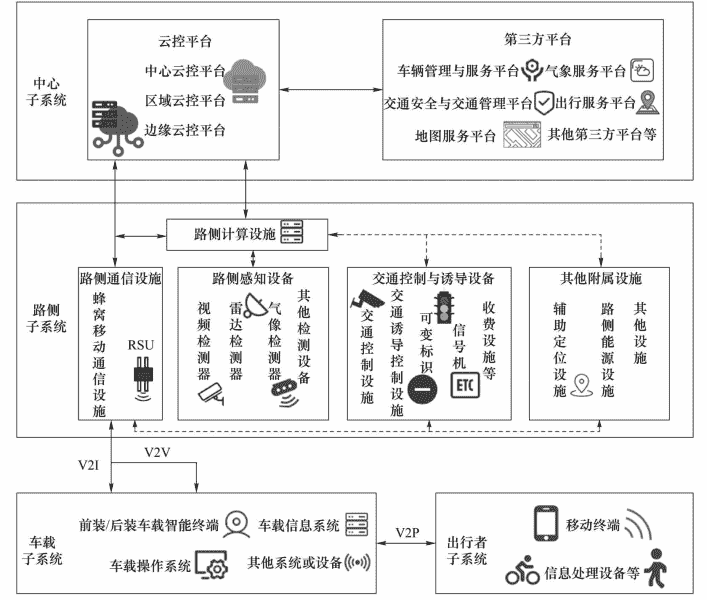 中心
子系统
云控平台
中心云控平台
区域云控平台
边缘云控平台
第三方平台
车辆管理与服务平台
气象服务平台
交通安全与交通管理平台
出行服务平台
地图服务平台
其他第三方平台等
路侧
子系统
路侧计算设施
路侧通信设施
蜂窝移动通信设施
RSU
路侧感知设备
视频检测器
雷达检测器
气像检测器
其他检测设备
交通控制与诱导设备
交通控制设施
交通诱导控制设施
可变标识
信号机
收费设施等
ETC
其他附属设施
辅助定位设施
路侧能源设施
其他设施
V2I
V2V
车载
子系统
前装/后装车载智能终端
车载信息系统
车载操作系统
其他系统或设备
V2P
出行者
子系统
移动终端
信息处理设备等